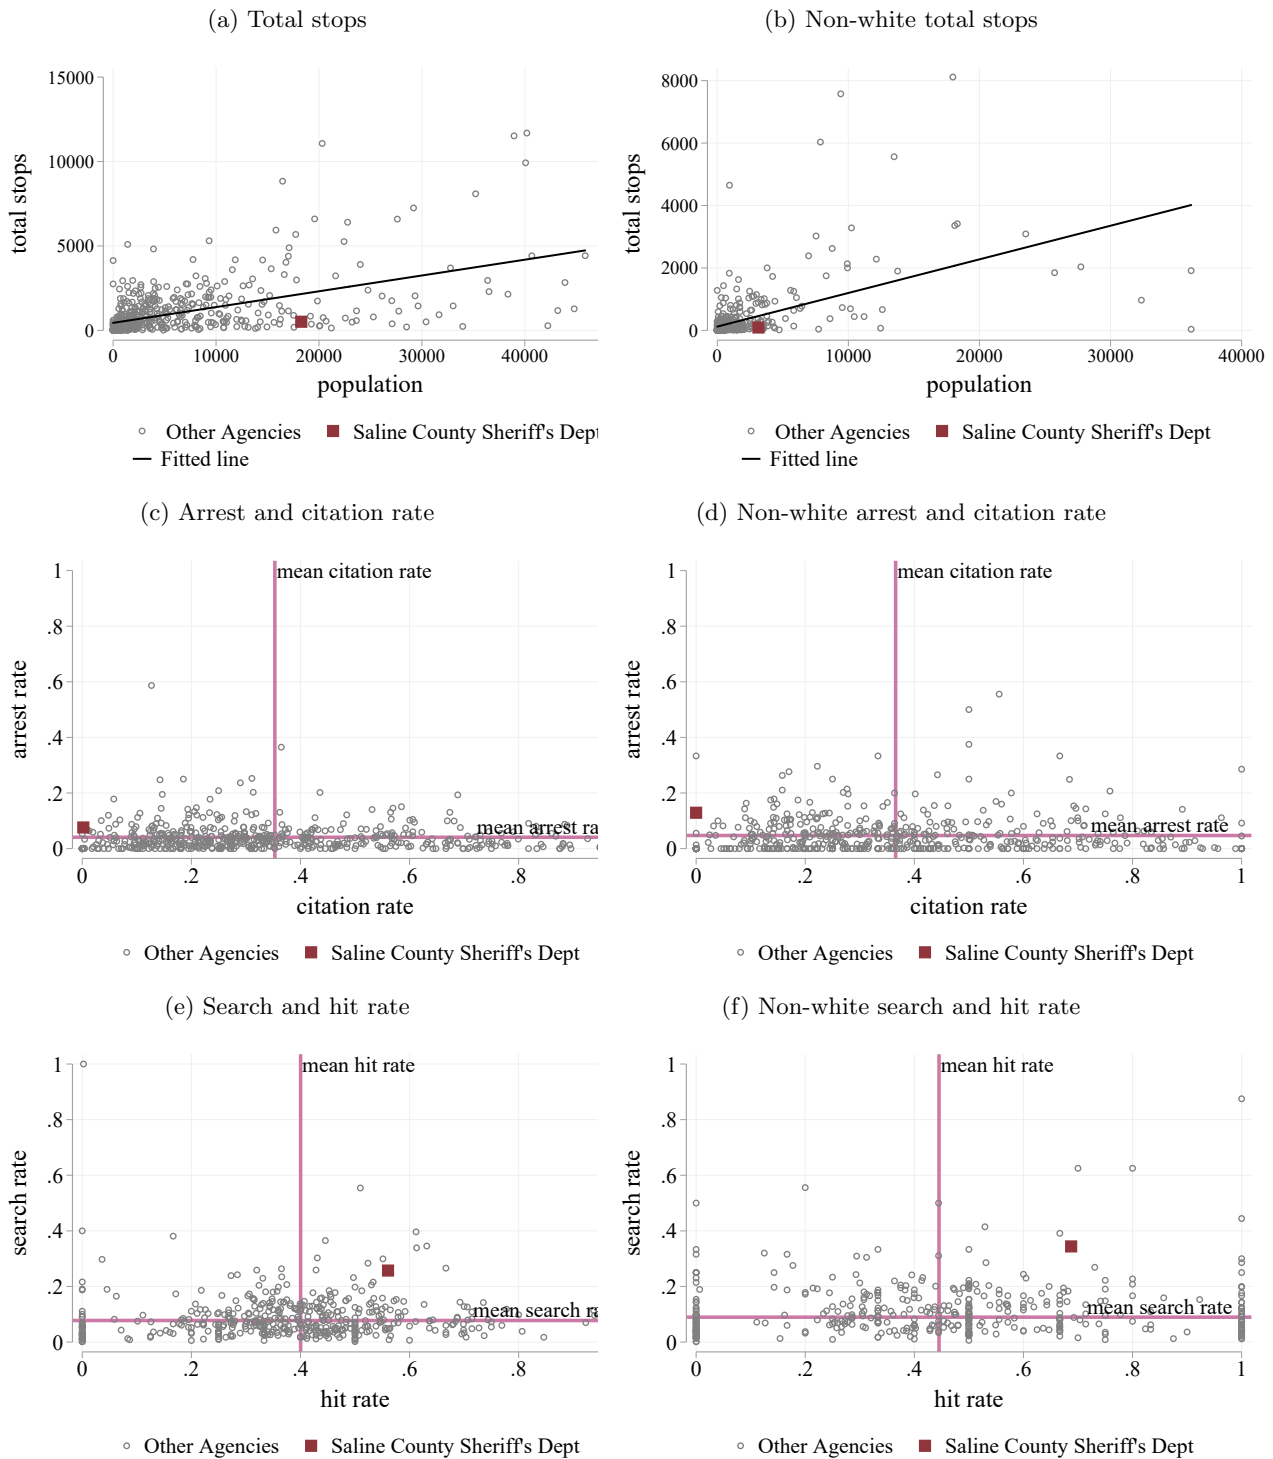 (a) Total stops
(b) Non-white total stops
15000
10000
5000
0
total stops
0 10000 20000 30000 40000
population
Other Agencies Saline County Sheriff's Dept
Fitted line
8000
6000
4000
2000
0
total stops
0 10000 20000 30000 40000
population
Other Agencies Saline County Sheriff's Dept
Fitted line
(c) Arrest and citation rate
(d) Non-white arrest and citation rate
1
.8
.6
.4
.2
0
arrest rate
mean citation rate
mean arrest ra
0 .2 .4 .6 .8
citation rate
Other Agencies Saline County Sheriff's Dept
1
.8
.6
.4
.2
0
arrest rate
mean citation rate
mean arrest rate
0 .2 .4 .6 .8 1
citation rate
Other Agencies Saline County Sheriff's Dept
(e) Search and hit rate
(f) Non-white search and hit rate
1
.8
.6
.4
.2
0
search rate
mean hit rate
mean search ra
0 .2 .4 .6 .8
hit rate
Other Agencies Saline County Sheriff's Dept
1
.8
.6
.4
.2
0
search rate
mean hit rate
mean search rate
0 .2 .4 .6 .8 1
hit rate
Other Agencies Saline County Sheriff's Dept